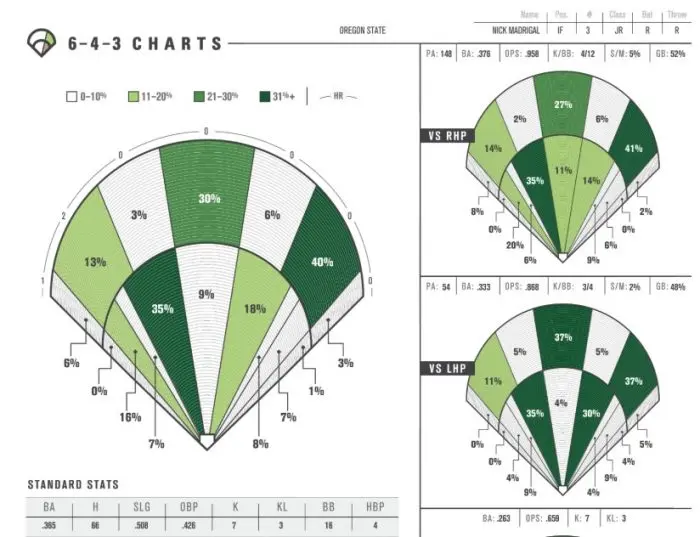 6-4-3 CHARTS
OREGON STATE
Name Pos. # Class Bat Throw
NICK MADRIGAL IF 3 JR R R
0-10% 11-20% 21-30% 31%+ HR
0
0 0
2 0
1 0
30%
3% 6%
13% 40%
35% 9% 18%
6% 3%
0% 1%
16% 7%
7% 8%
STANDARD STATS
BA H SLG OBP K KL BB HBP
.365 66 .508 .426 7 3 16 4
PA: 148 BA: .376 OPS: .958 K/BB: 4/12 S/M: 5% GB: 52%
VS RHP
27%
2% 6%
14% 41%
35% 11% 14%
8% 2%
0% 0%
20% 6%
6% 9%
PA: 54 BA: .333 OPS: .868 K/BB: 3/4 S/M: 2% GB: 48%
VS LHP
37%
5% 5%
11% 37%
35% 4% 30%
0% 5%
0% 4%
4% 9%
9% 4%
BA: .263 OPS: .659 K: 7 KL: 3